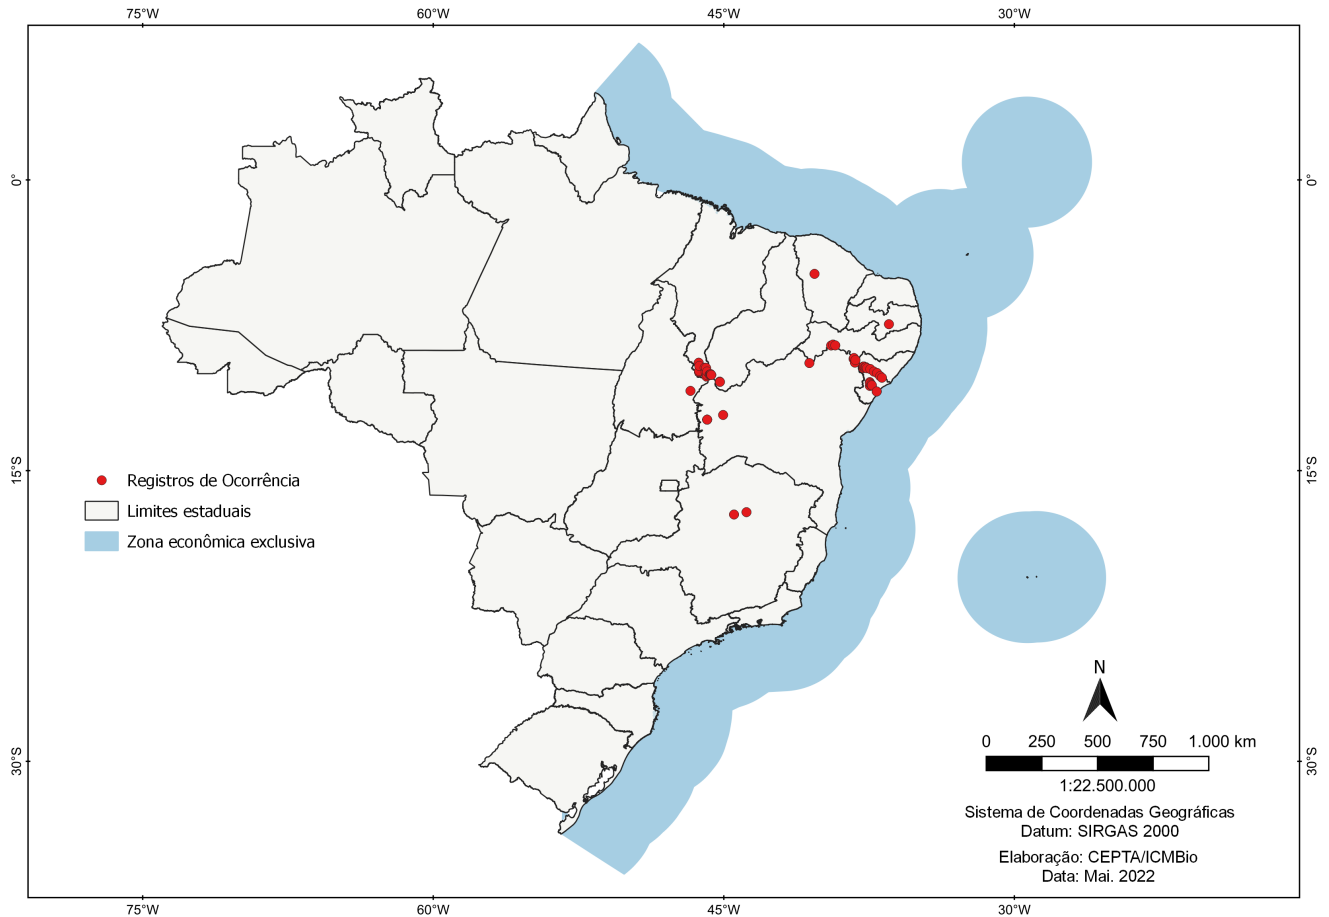 75°W 60°W 45°W 30°W
0° 0°
15°S 15°S
Registros de Ocorrência
Limites estaduais
Zona econômica exclusiva
N
0 250 500 750 1.000 km
30°S 30°S
1:22.500.000
Sistema de Coordenadas Geográficas
Datum: SIRGAS 2000
Elaboração: CEPTA/ICMBio
Data: Mai. 2022
75°W 60°W 45°W 30°W